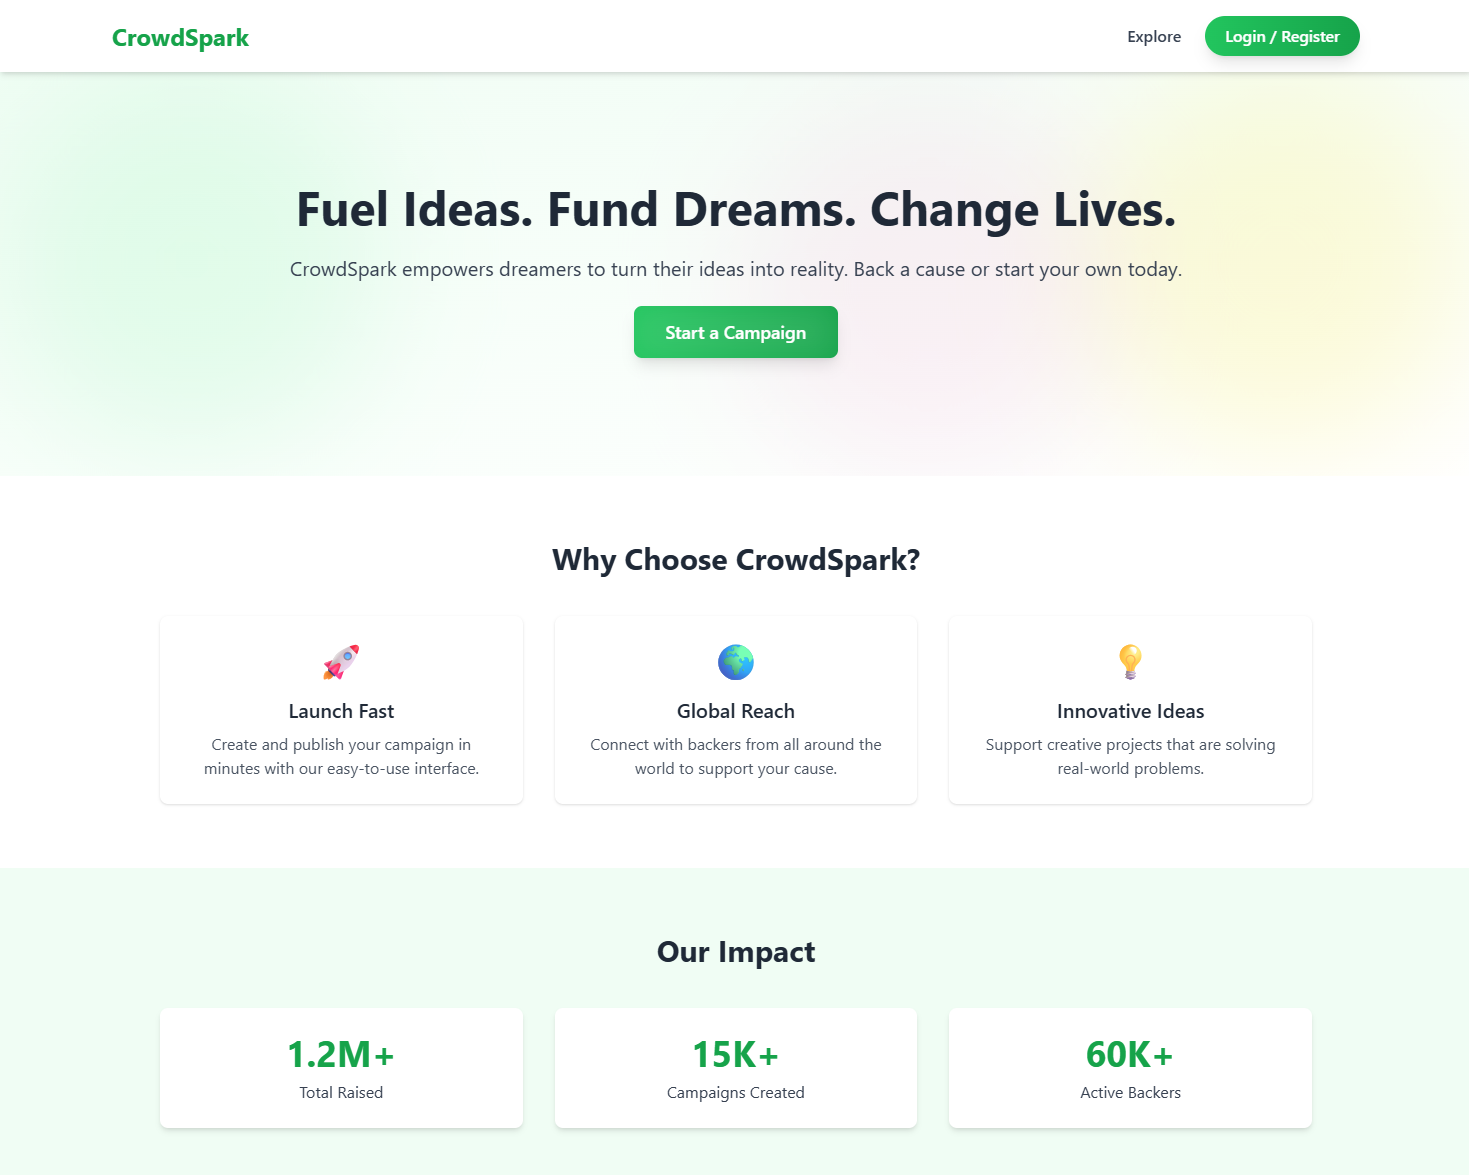 CrowdSpark
Explore
Login / Register
Fuel Ideas. Fund Dreams. Change Lives.
CrowdSpark empowers dreamers to turn their ideas into reality. Back a cause or start your own today.
Start a Campaign
Why Choose CrowdSpark?
Launch Fast
Create and publish your campaign in
minutes with our easy-to-use interface.
Global Reach
Connect with backers from all around the
world to support your cause.
Innovative Ideas
Support creative projects that are solving
real-world problems.
Our Impact
1.2M+
Total Raised
15K+
Campaigns Created
60K+
Active Backers